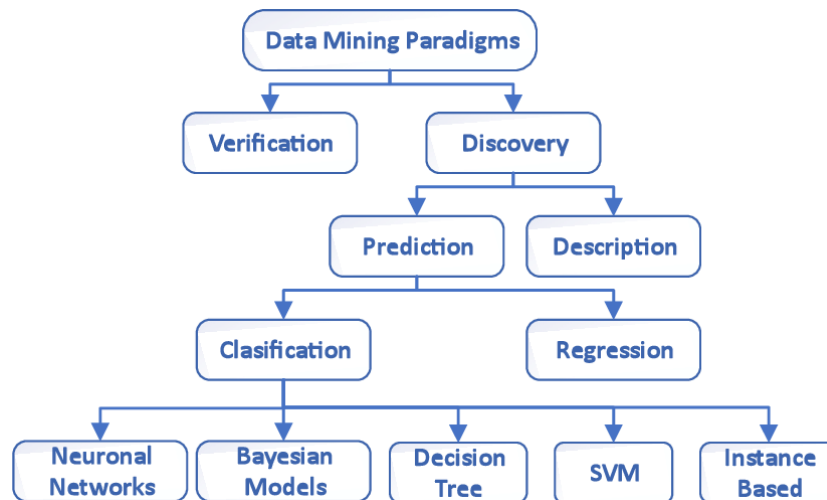 Data Mining Paradigms
Verification
Discovery
Prediction
Description
Clasification
Regression
Neuronal
Networks
Bayesian
Models
Decision
Tree
SVM
Instance
Based